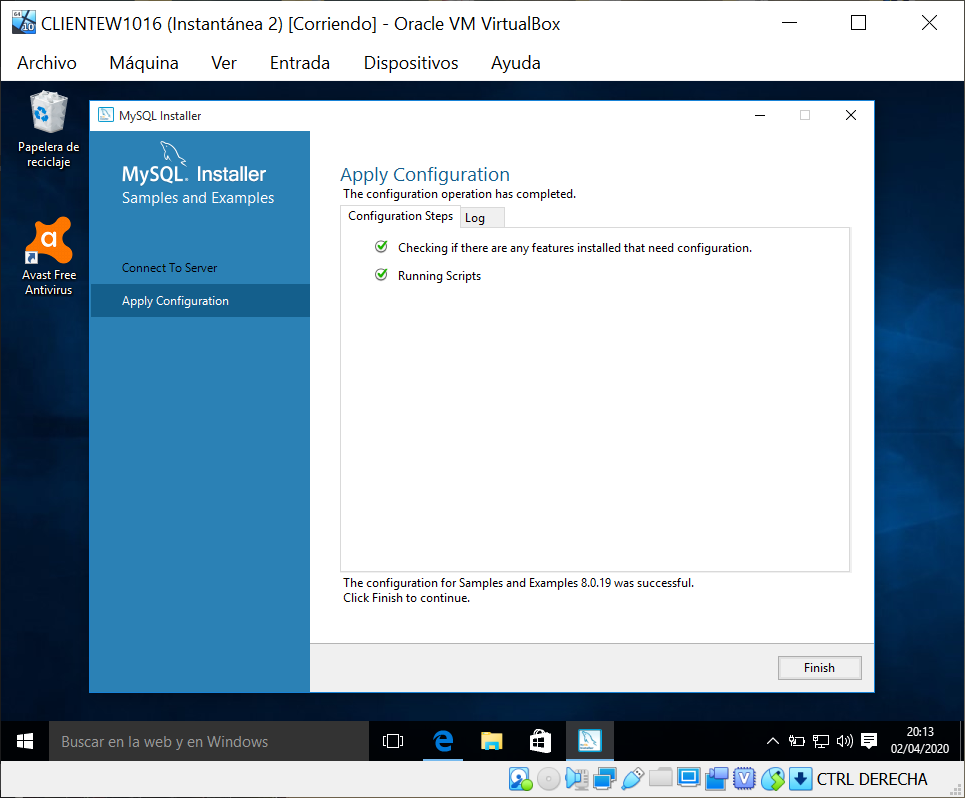 CLIENTEW1016 (Instantánea 2) [Corriendo] - Oracle VM VirtualBox
Archivo Máquina Ver Entrada Dispositivos Ayuda
Papelera de
reciclaje
Avast Free
Antivirus
MySQL Installer
MySQL. Installer
Samples and Examples
Connect To Server
Apply Configuration
Apply Configuration
The configuration operation has completed.
Configuration Steps Log
Checking if there are any features installed that need configuration.
Running Scripts
The configuration for Samples and Examples 8.0.19 was successful.
Click Finish to continue.
Finish
Buscar en la web y en Windows
20:13
02/04/2020
CTRL DERECHA